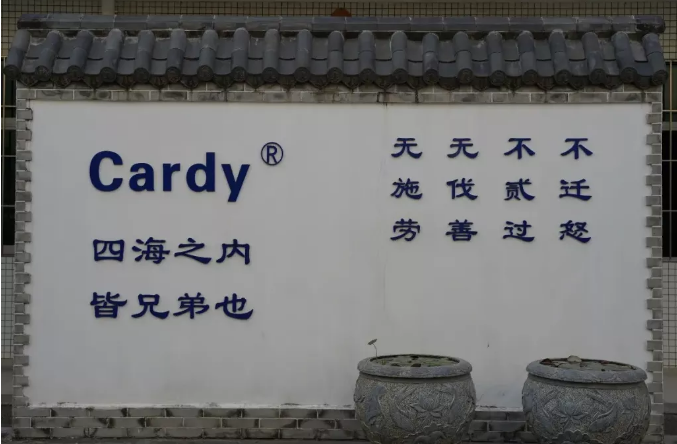 Cardy®
四海之内
皆兄弟也
不迁怒
不贰过
无伐善
无施劳